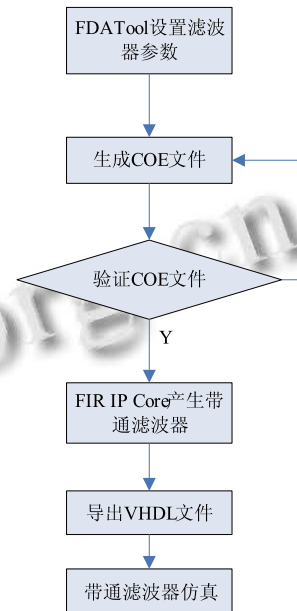 FDATool设置滤波
器参数
生成COE文件
验证COE文件
Y
FIR IP Core产生带
通滤波器
导出VHDL文件
带通滤波器仿真
org.cn